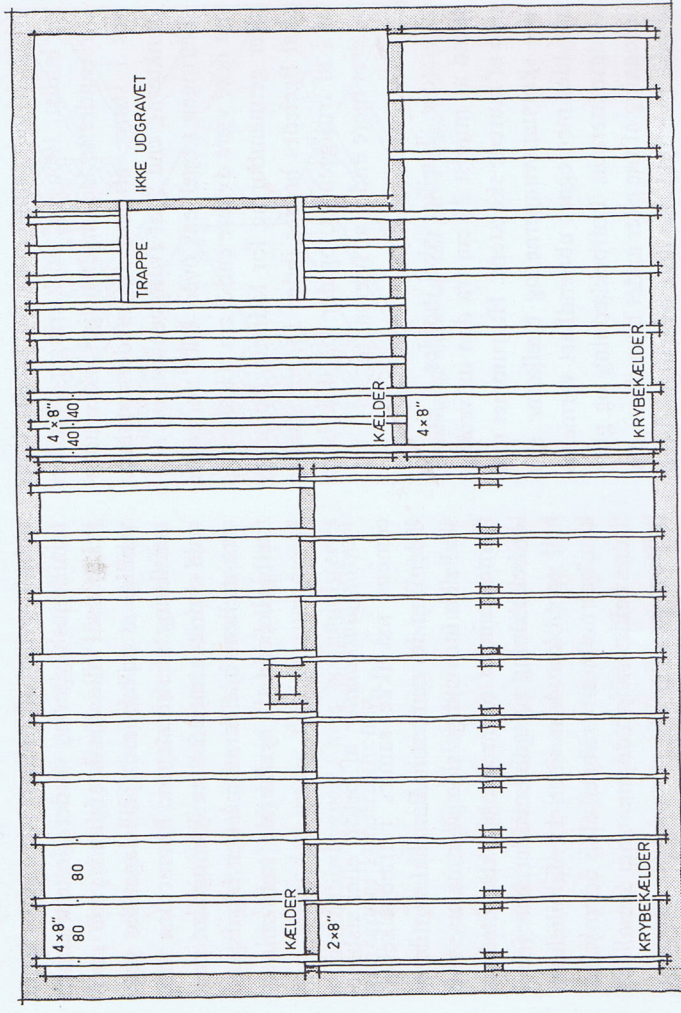 IKKE UDGRAVET
TRAPPE
4 × 8"
40 40
KÆLDER
4×8"
KRYBEKÆLDER
4×8"
80 80
KÆLDER
2×8"
KRYBEKÆLDER